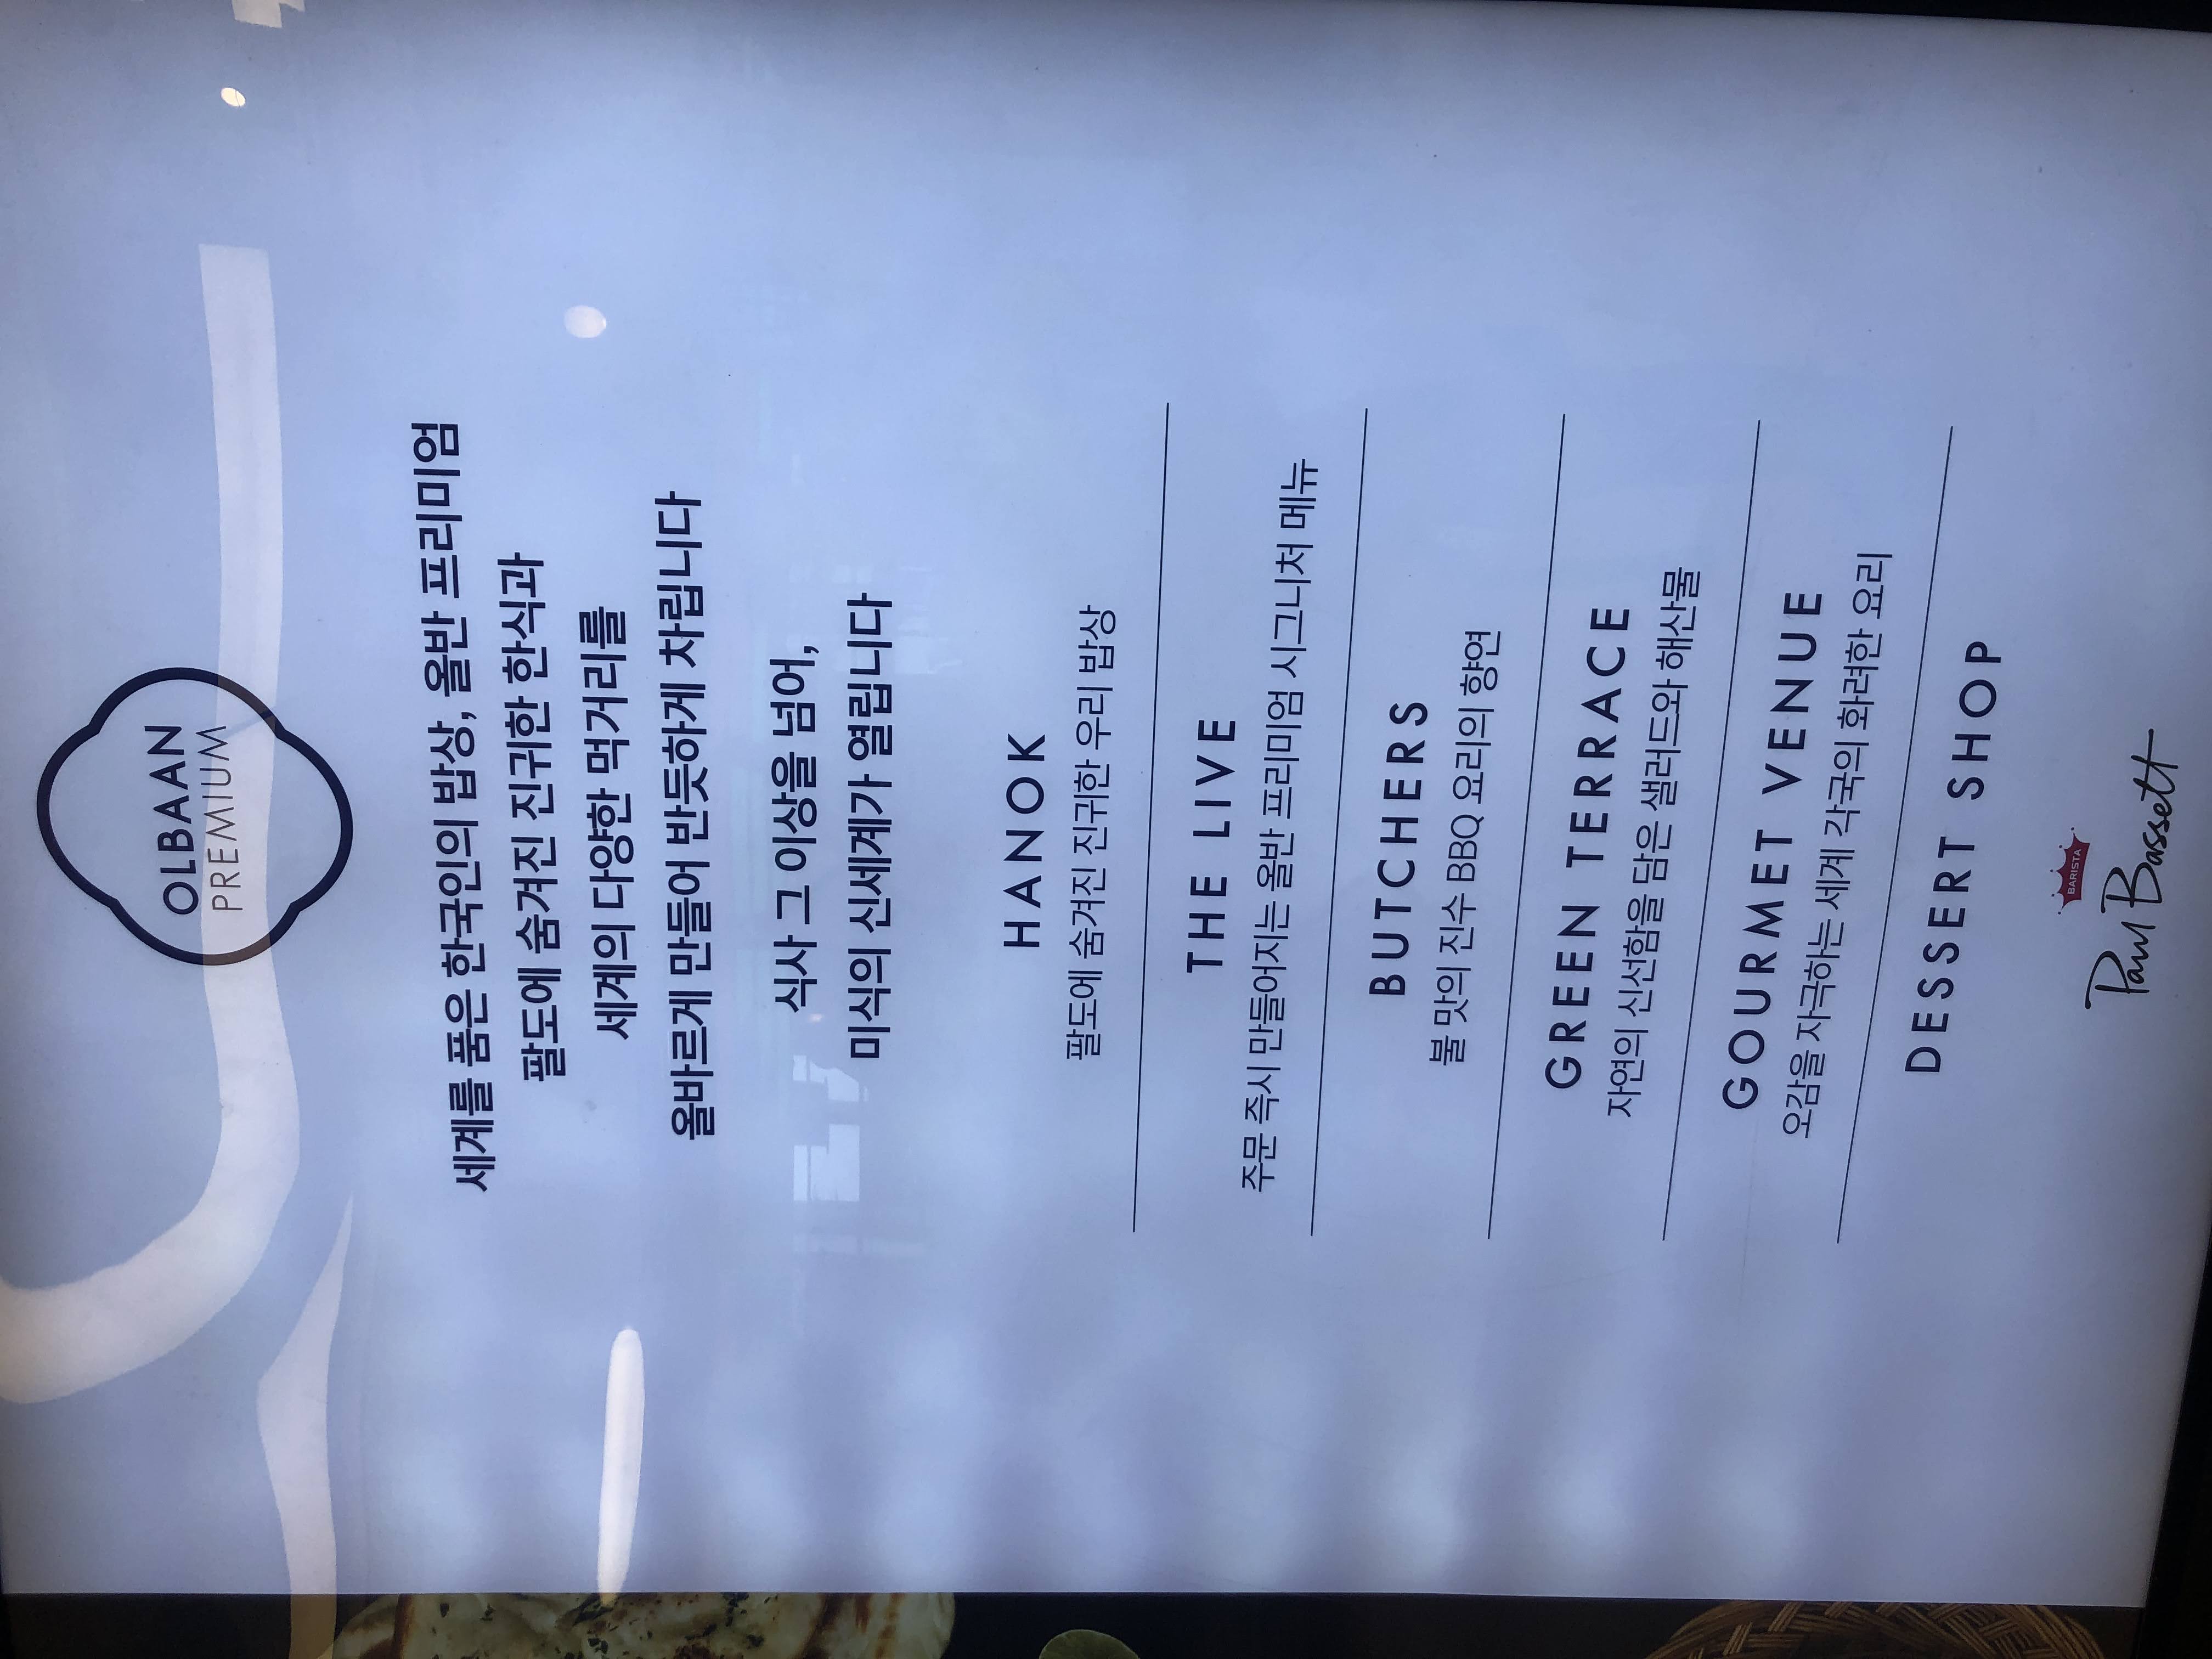 OLBAAN
PREMIUM
세계를 품은 한국인의 밥상, 올반 프리미엄
팔도에 숨겨진 진귀한 한식과
세계의 다양한 먹거리를
올바르게 만들어 반듯하게 차립니다
식사 그 이상을 넘어,
미식의 신세계가 열립니다
HANOK
팔도에 숨겨진 진귀한 우리 밥상
THE LIVE
주문 즉시 만들어지는 올반 프리미엄 시그니처 메뉴
BUTCHERS
불 맛의 진수 BBQ 요리의 향연
GREEN TERRACE
자연의 신선함을 담은 샐러드와 해산물
GOURMET VENUE
오감을 자극하는 세계 각국의 화려한 요리
DESSERT SHOP
BARISTA
Paul Bassett